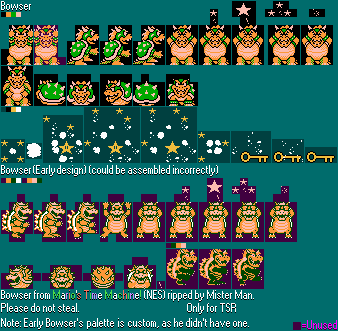 Bowser
Bowser(Early design) (could be assembled incorrectly)
Bowser from Mario's Time Machine! (NES) ripped by Mister Man.
Please do not steal. Only for TSR
Note: Early Bowser's palette is custom, as he didn't have one.
=Unused